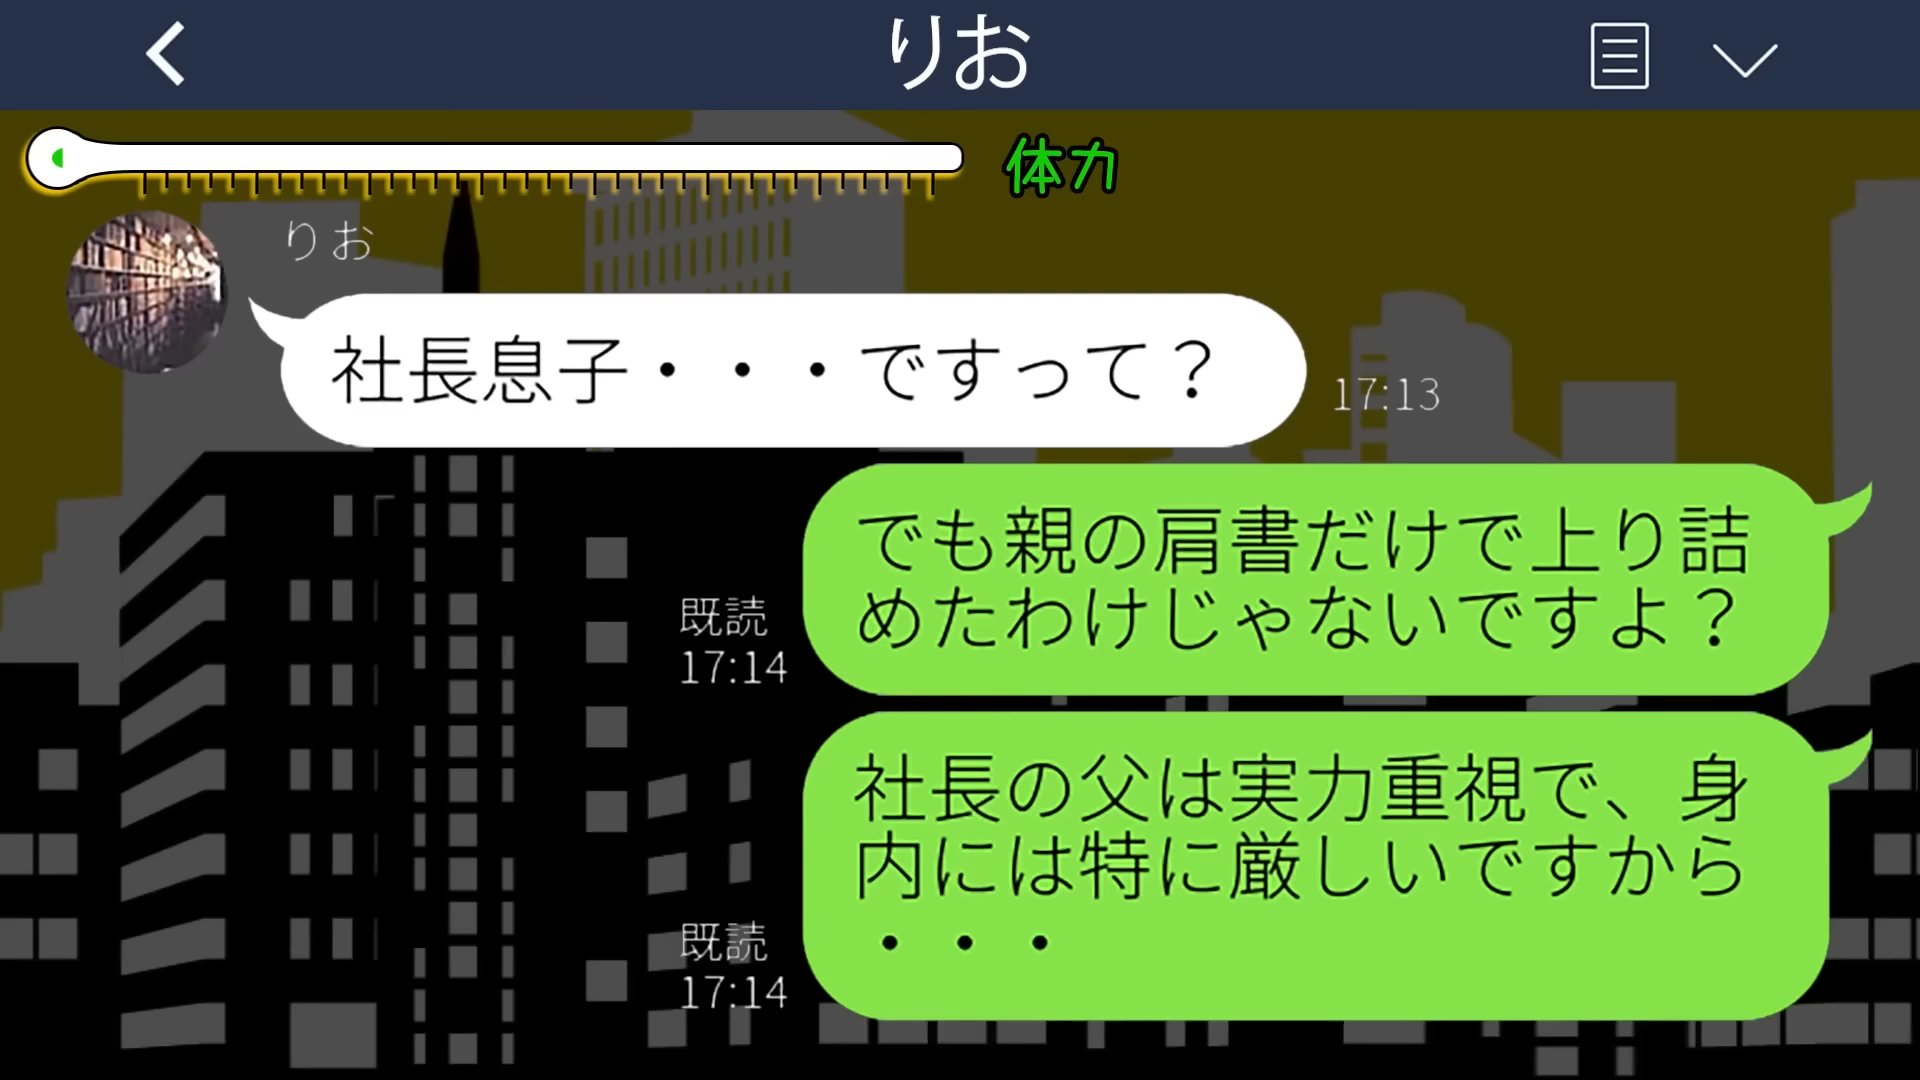 りお
体力
りお
社長息子・・・ですって？
17:13
でも親の肩書だけで上り詰
めたわけじゃないですよ？
既読
17:14
社長の父は実力重視で、身
内には特に厳しいですから
・・・
既読
17:14